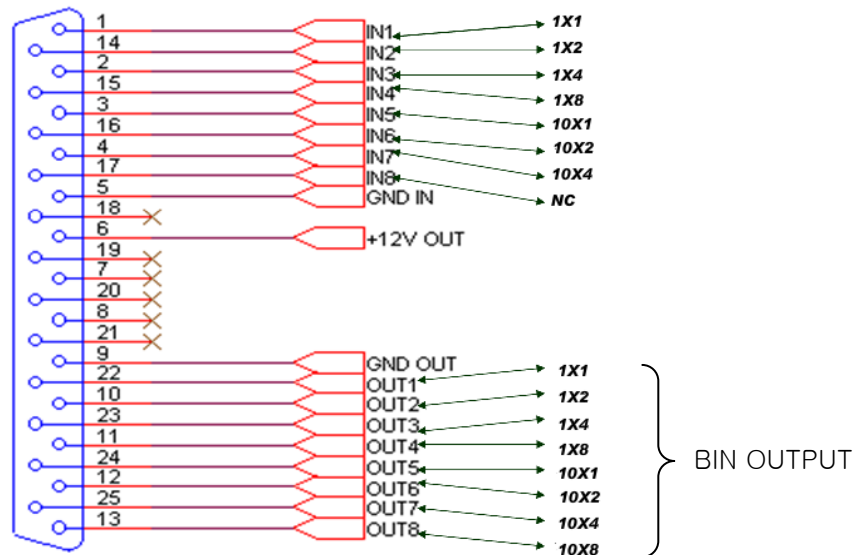 1 IN1 1X1
14 IN2 1X2
2 IN3 1X4
15 IN4 1X8
3 IN5 10X1
16 IN6 10X2
4 IN7 10X4
17 IN8 NC
5 GND IN
18
6 +12V OUT
19
7
20
8
21
9 GND OUT
22 OUT1 1X1
10 OUT2 1X2
23 OUT3 1X4
11 OUT4 1X8
24 OUT5 10X1
12 OUT6 10X2
25 OUT7 10X4
13 OUT8 10X8
BIN OUTPUT